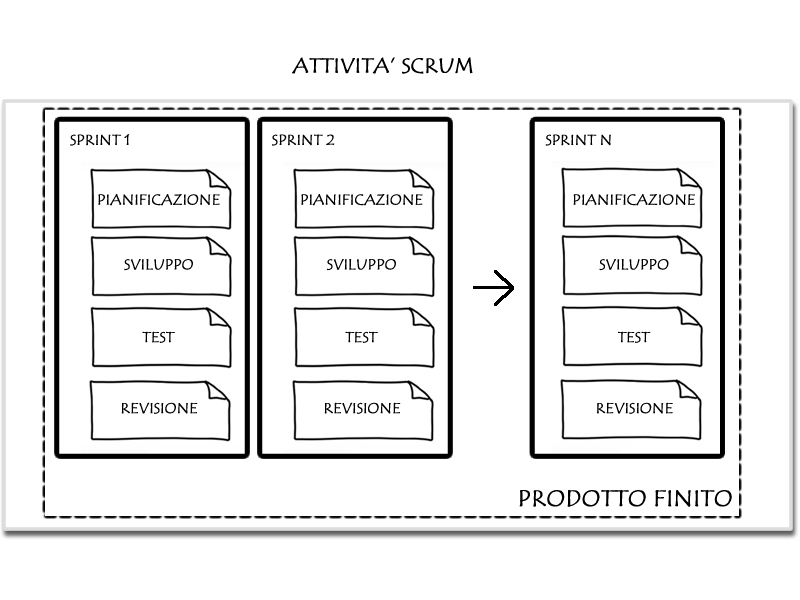 ATTIVITA' SCRUM
SPRINT 1
PIANIFICAZIONE
SVILUPPO
TEST
REVISIONE
SPRINT 2
PIANIFICAZIONE
SVILUPPO
TEST
REVISIONE
SPRINT N
PIANIFICAZIONE
SVILUPPO
TEST
REVISIONE
PRODOTTO FINITO